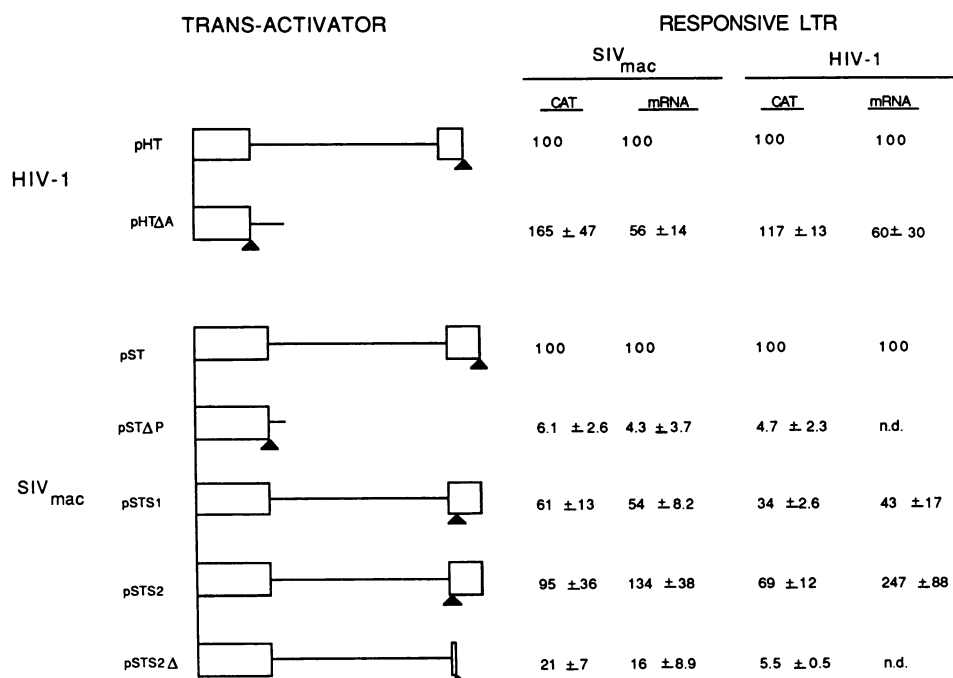 TRANS-ACTIVATOR RESPONSIVE LTR
SIVmac HIV-1
CAT mRNA CAT mRNA
HIV-1
pHT 100 100 100 100
pHTΔA 165 ± 47 56 ± 14 117 ± 13 60 ± 30
SIVmac
pST 100 100 100 100
pSTΔP 6.1 ± 2.6 4.3 ± 3.7 4.7 ± 2.3 n.d.
pSTS1 61 ± 13 54 ± 8.2 34 ± 2.6 43 ± 17
pSTS2 95 ± 36 134 ± 38 69 ± 12 247 ± 88
pSTS2 Δ 21 ± 7 16 ± 8.9 5.5 ± 0.5 n.d.